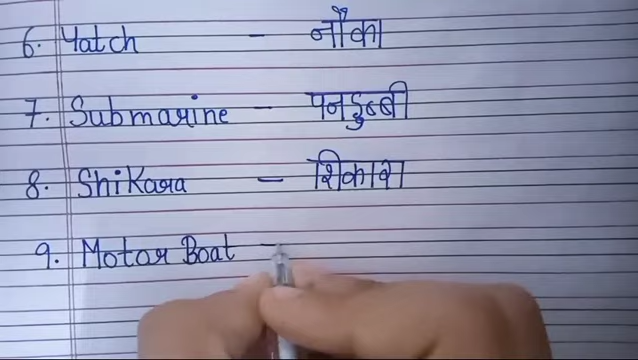 6. Yatch - नौका
7. Submarine - पनडुब्बी
8. Shikara - शिकारा
9. Motor Boat -